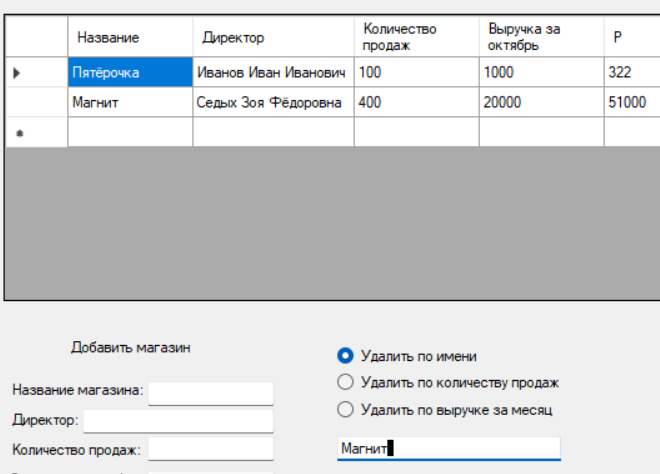 Название Директор Количество продаж Выручка за октябрь Р
Пятёрочка Иванов Иван Иванович 100 1000 322
Магнит Седых Зоя Фёдоровна 400 20000 51000
Добавить магазин
Удалить по имени
Название магазина:
Удалить по количеству продаж
Директор:
Удалить по выручке за месяц
Количество продаж:
Магнит